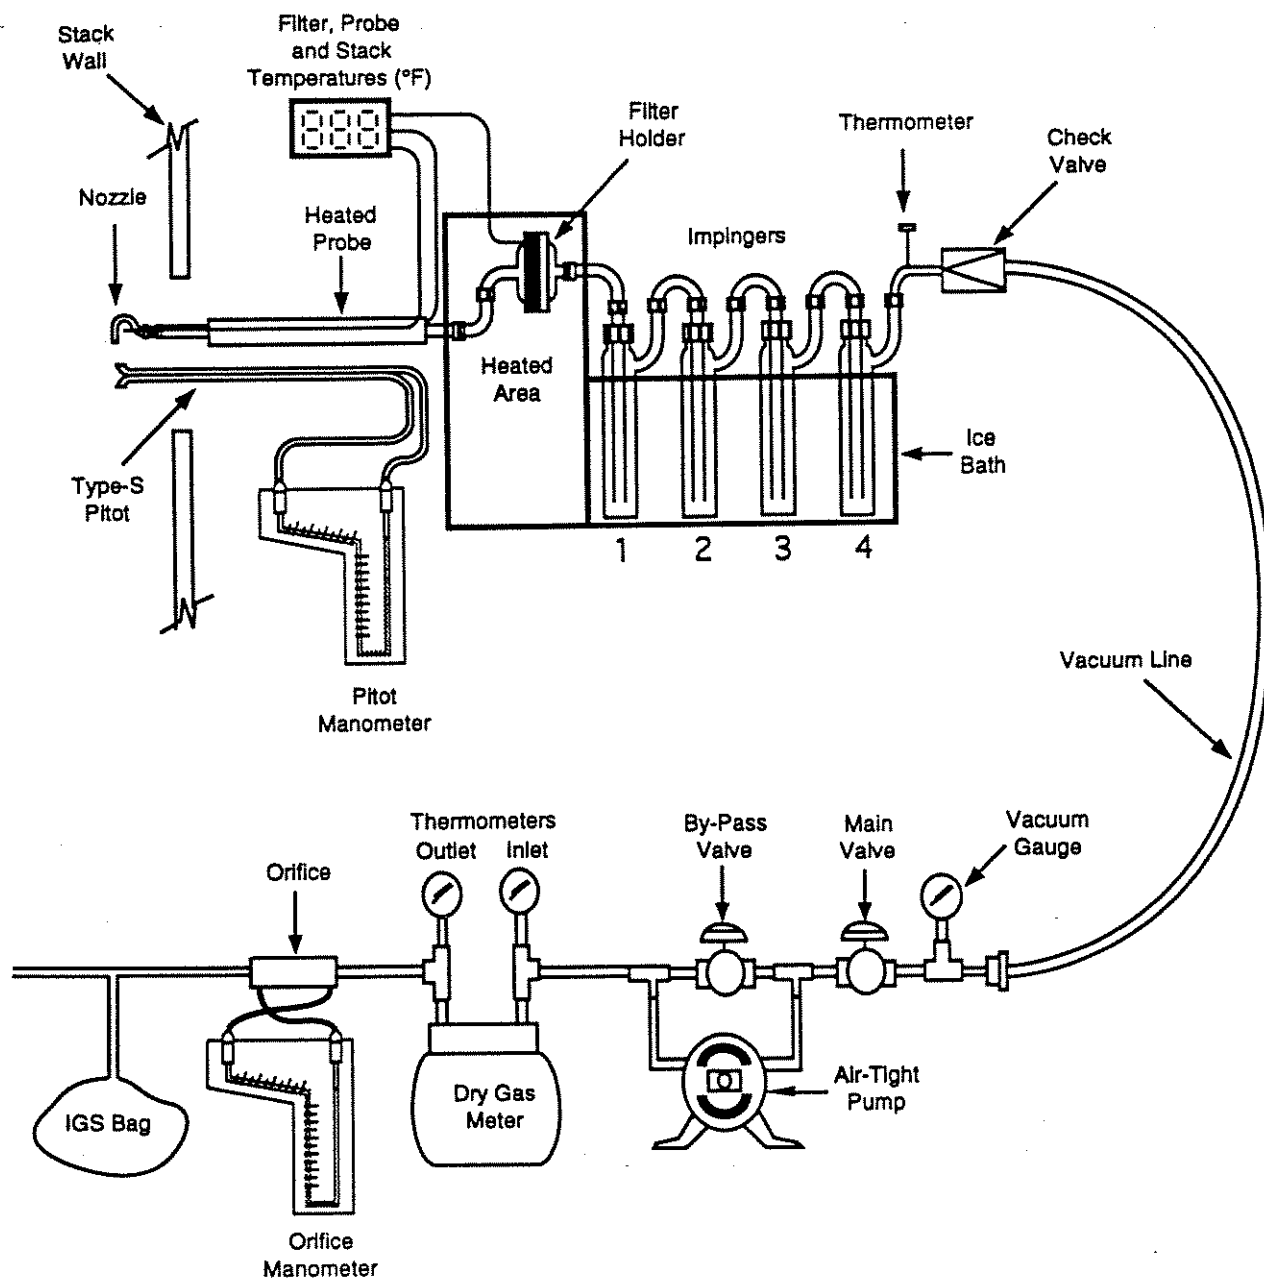 Stack
Wall
Filter, Probe
and Stack
Temperatures (°F)
Filter
Holder
Thermometer
Check
Valve
Nozzle
Heated
Probe
Impingers
Heated
Area
Ice
Bath
Type-S
Pitot
1 2 3 4
Pitot
Manometer
Vacuum Line
Thermometers
Outlet Inlet
By-Pass
Valve
Main
Valve
Vacuum
Gauge
Orifice
Air-Tight
Pump
Dry Gas
Meter
IGS Bag
Orifice
Manometer